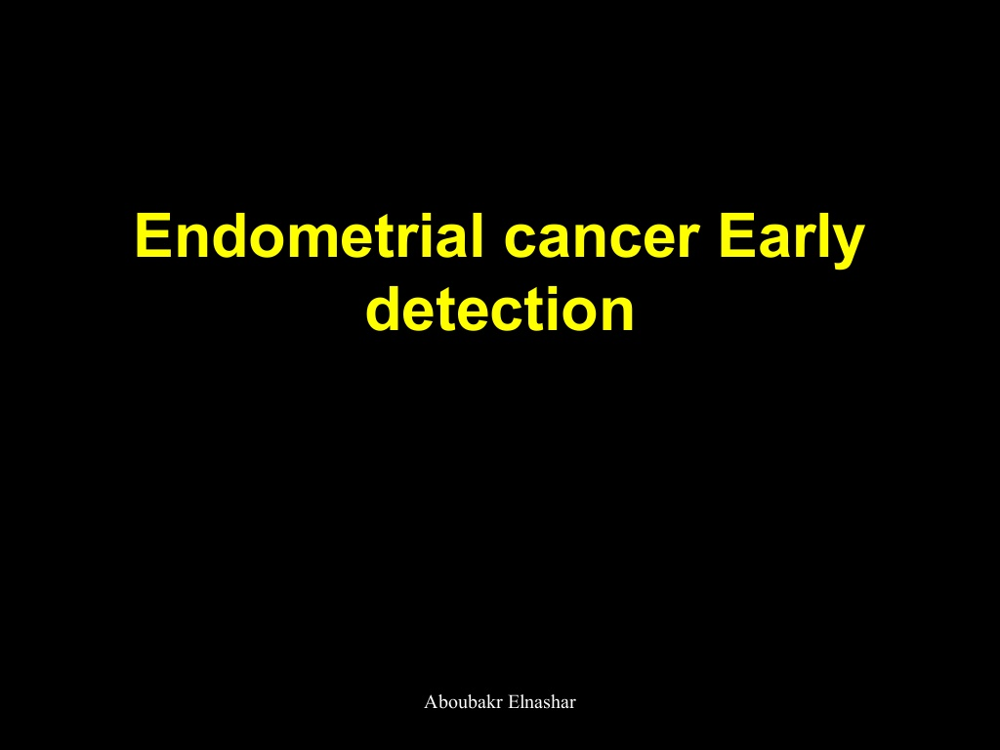 Endometrial cancer Early
detection
Aboubakr Elnashar